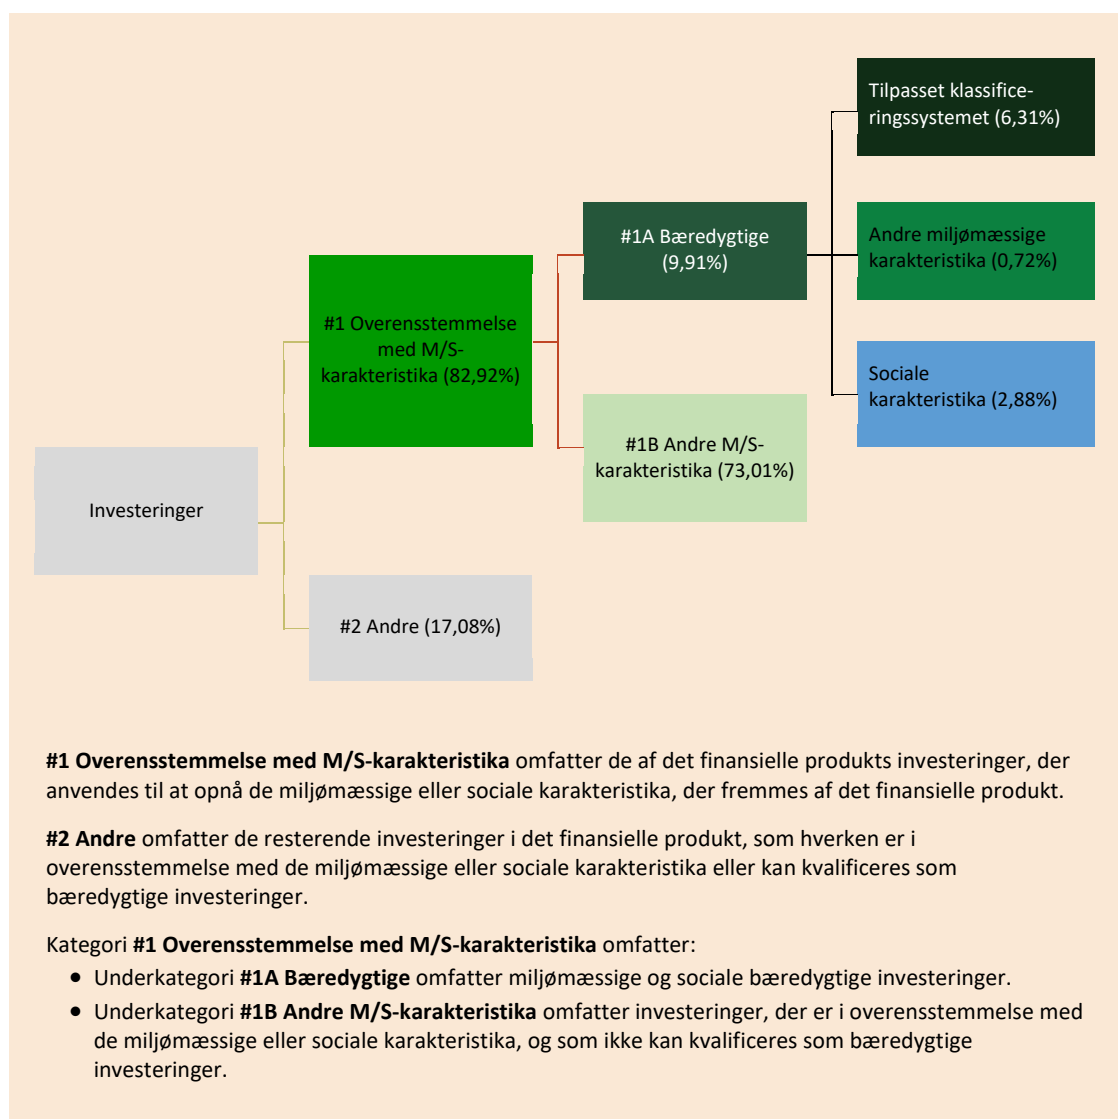 Tilpasset klassifice-
ringssystemet (6,31%)
#1A Bæredygtige
(9,91%)
Andre miljømæssige
karakteristika (0,72%)
#1 Overensstemmelse
med M/S-
karakteristika (82,92%)
Sociale
karakteristika (2,88%)
#1B Andre M/S-
karakteristika (73,01%)
Investeringer
#2 Andre (17,08%)
#1 Overensstemmelse med M/S-karakteristika omfatter de af det finansielle produkts investeringer, der
anvendes til at opnå de miljømæssige eller sociale karakteristika, der fremmes af det finansielle produkt.
#2 Andre omfatter de resterende investeringer i det finansielle produkt, som hverken er i
overensstemmelse med de miljømæssige eller sociale karakteristika eller kan kvalificeres som
bæredygtige investeringer.
Kategori #1 Overensstemmelse med M/S-karakteristika omfatter:
• Underkategori #1A Bæredygtige omfatter miljømæssige og sociale bæredygtige investeringer.
• Underkategori #1B Andre M/S-karakteristika omfatter investeringer, der er i overensstemmelse med
de miljømæssige eller sociale karakteristika, og som ikke kan kvalificeres som bæredygtige
investeringer.